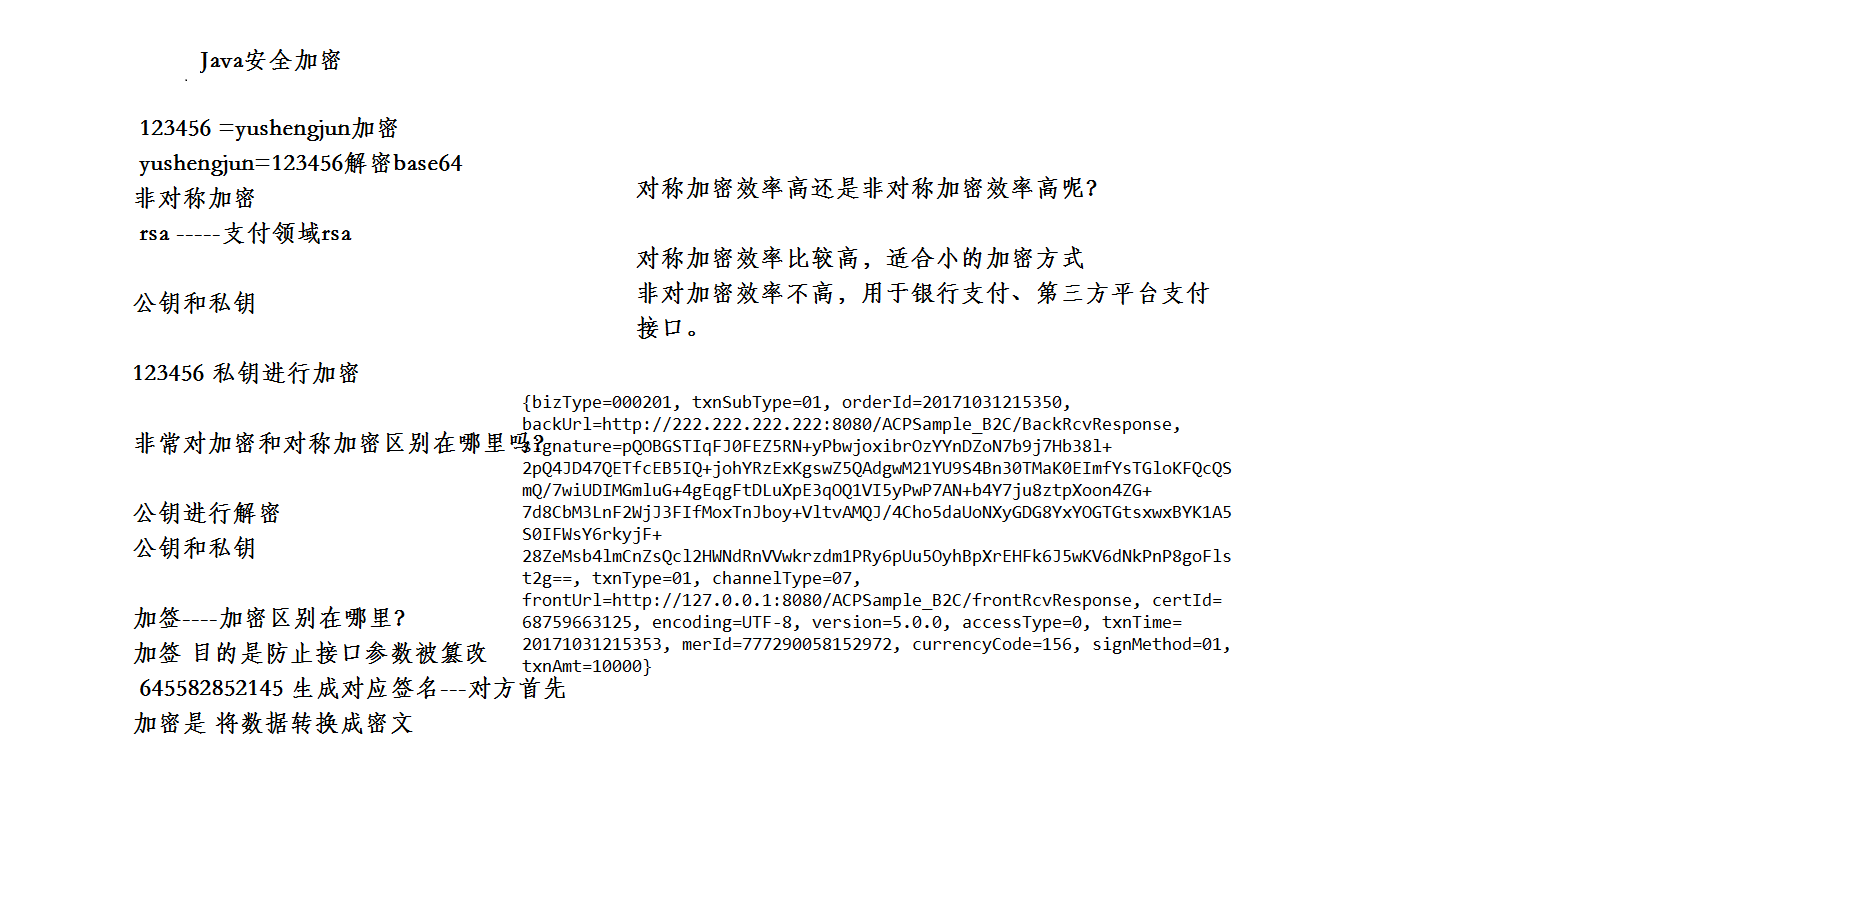 Java安全加密
123456 =yushengjun加密
yushengjun=123456解密base64
非对称加密
rsa -----支付领域rsa
公钥和私钥
123456 私钥进行加密
非常对加密和对称加密区别在哪里吗?
公钥进行解密
公钥和私钥
加签----加密区别在哪里?
加签 目的是防止接口参数被篡改
645582852145 生成对应签名---对方首先
加密是 将数据转换成密文
对称加密效率高还是非对称加密效率高呢?
对称加密效率比较高，适合小的加密方式
非对加密效率不高，用于银行支付、第三方平台支付
接口。
{bizType=000201, txnSubType=01, orderId=20171031215350,
backUrl=http://222.222.222.222:8080/ACPSample_B2C/BackRcvResponse,
signature=pQOBGSTIqFJ0FEZ5RN+yPbwjoxibrOzYYnDZoN7b9j7Hb38l+
2pQ4JD47QETfcEB5IQ+johYRzExKgswZ5QAdgwM21YU9S4Bn30TMaK0EImfYsTGloKFQcQS
mQ/7wiUDIMGmluG+4gEqgFtDLuXpE3qOQ1VI5yPwP7AN+b4Y7ju8ztpXoon4ZG+
7d8CbM3LnF2WjJ3FIfMoxTnJboy+VltvAMQJ/4Cho5daUoNXyGDG8YxYOGTGtsxwxBYK1A5
S0IFWsY6rkyjF+
28ZeMsb4lmCnZsQcl2HWNdRnVVwkrzdm1PRy6pUu5OyhBpXrEHFk6J5wKV6dNkPnP8goFls
t2g==, txnType=01, channelType=07,
frontUrl=http://127.0.0.1:8080/ACPSample_B2C/frontRcvResponse, certId=
68759663125, encoding=UTF-8, version=5.0.0, accessType=0, txnTime=
20171031215353, merId=777290058152972, currencyCode=156, signMethod=01,
txnAmt=10000}